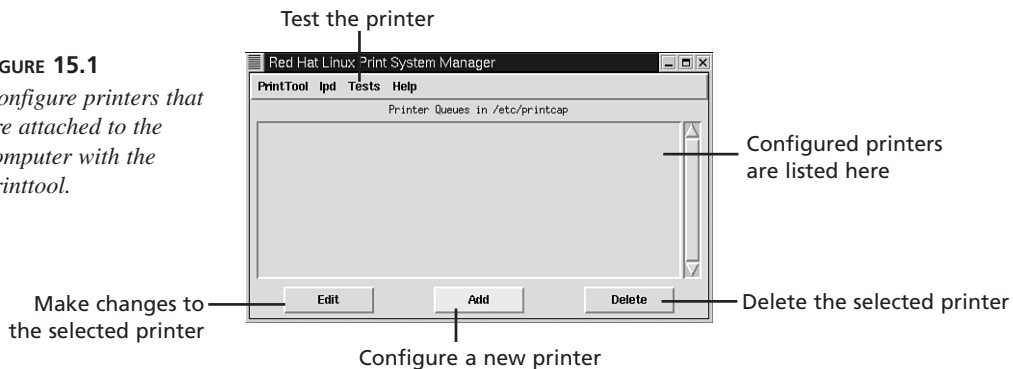 Test the printer
GURE 15.1
onfigure printers that
re attached to the
omputer with the
rinttool.
Red Hat Linux Print System Manager
PrintTool lpd Tests Help
Printer Queues in /etc/printcap
Configured printers
are listed here
Edit
Add
Delete
Make changes to
the selected printer
Delete the selected printer
Configure a new printer